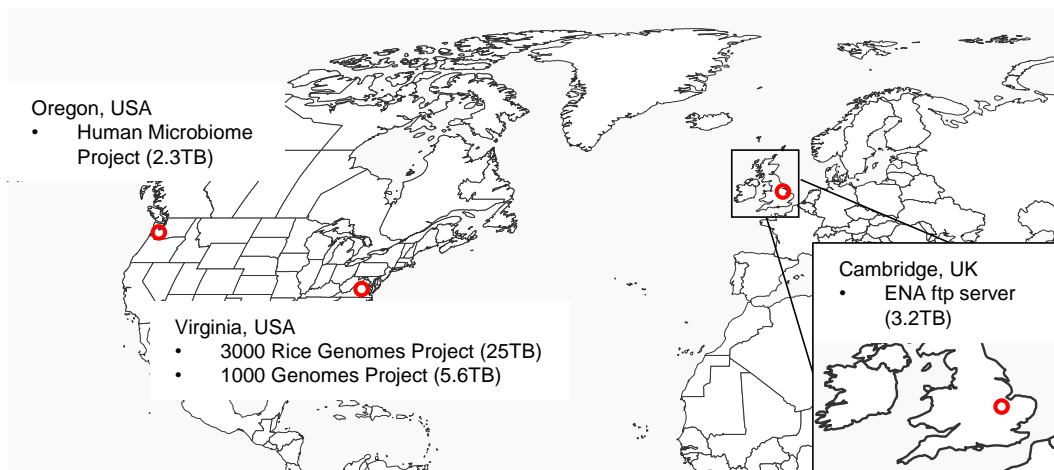 Oregon, USA
• Human Microbiome
Project (2.3TB)
Virginia, USA
• 3000 Rice Genomes Project (25TB)
• 1000 Genomes Project (5.6TB)
Cambridge, UK
• ENA ftp server
(3.2TB)